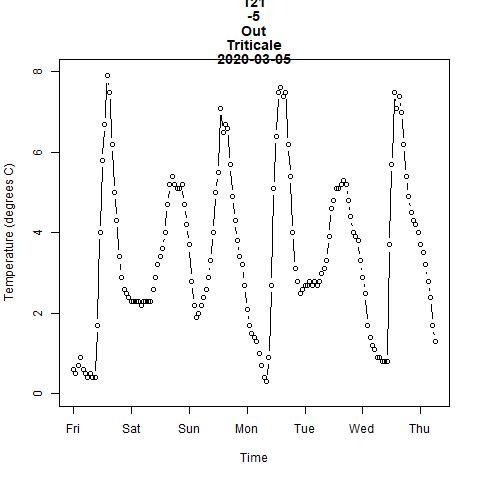 121
-5
Out
Triticale
2020-03-05
8
6
4
2
0
Temperature (degrees C)
Fri Sat Sun Mon Tue Wed Thu
Time